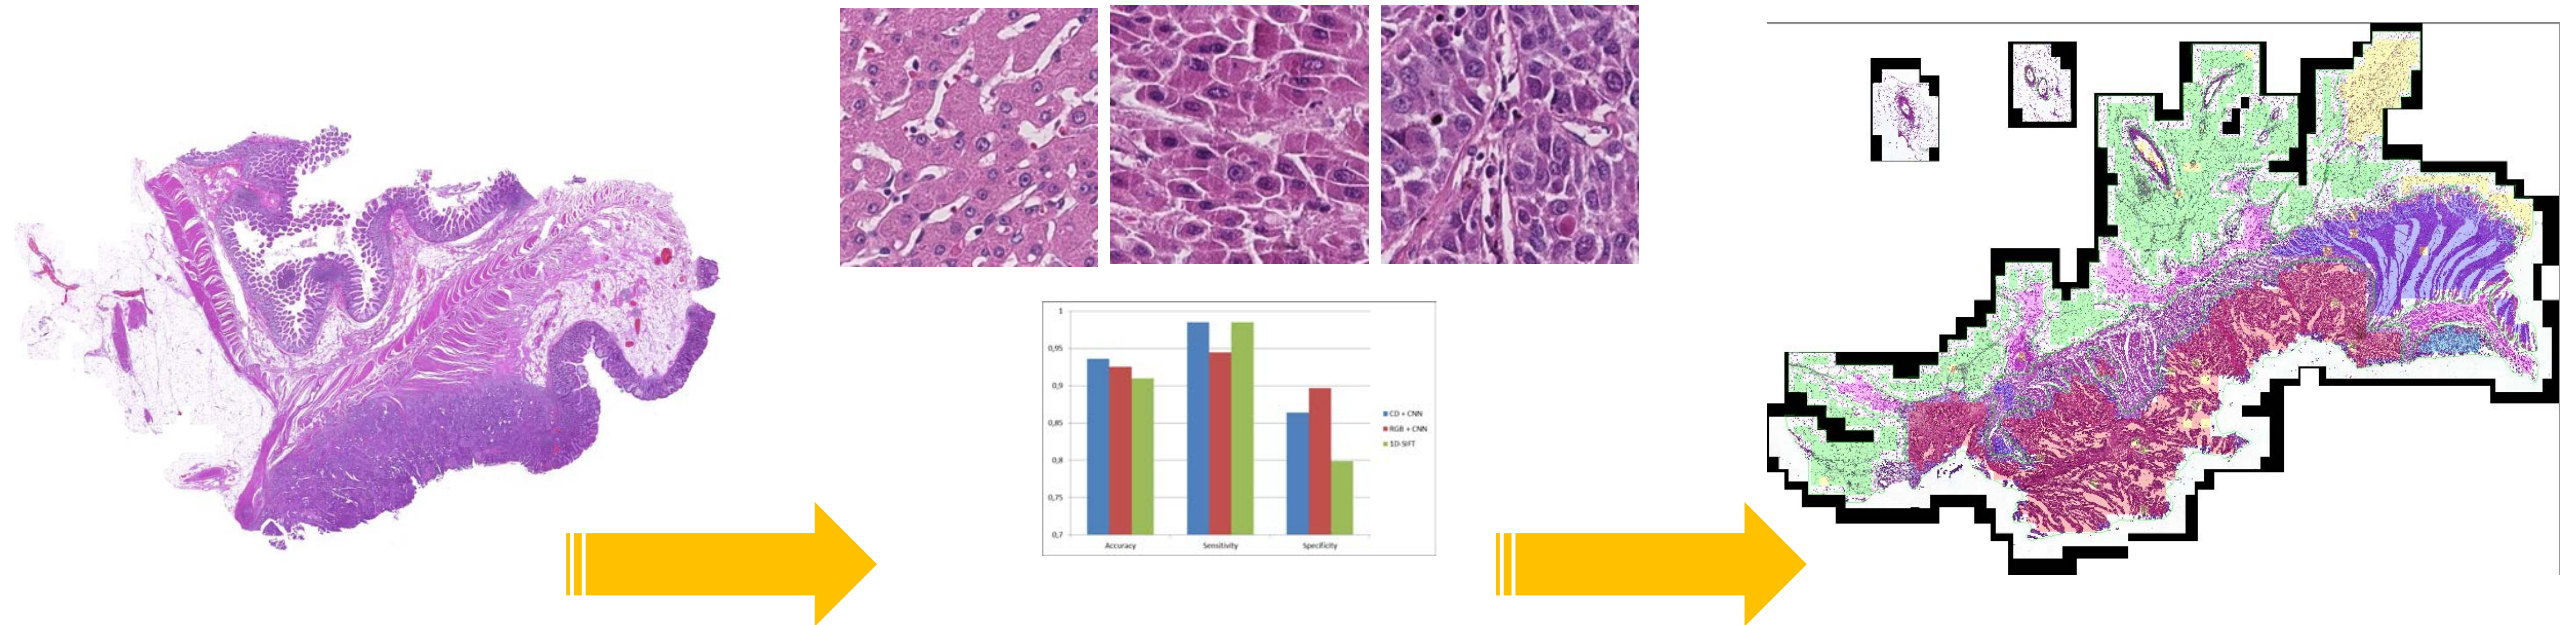 1
0,95
0,9
0,85
0,8
0,75
0,7
Accuracy
Sensitivity
Specificity
CD + CNN
RGB + CNN
1D-SIFT